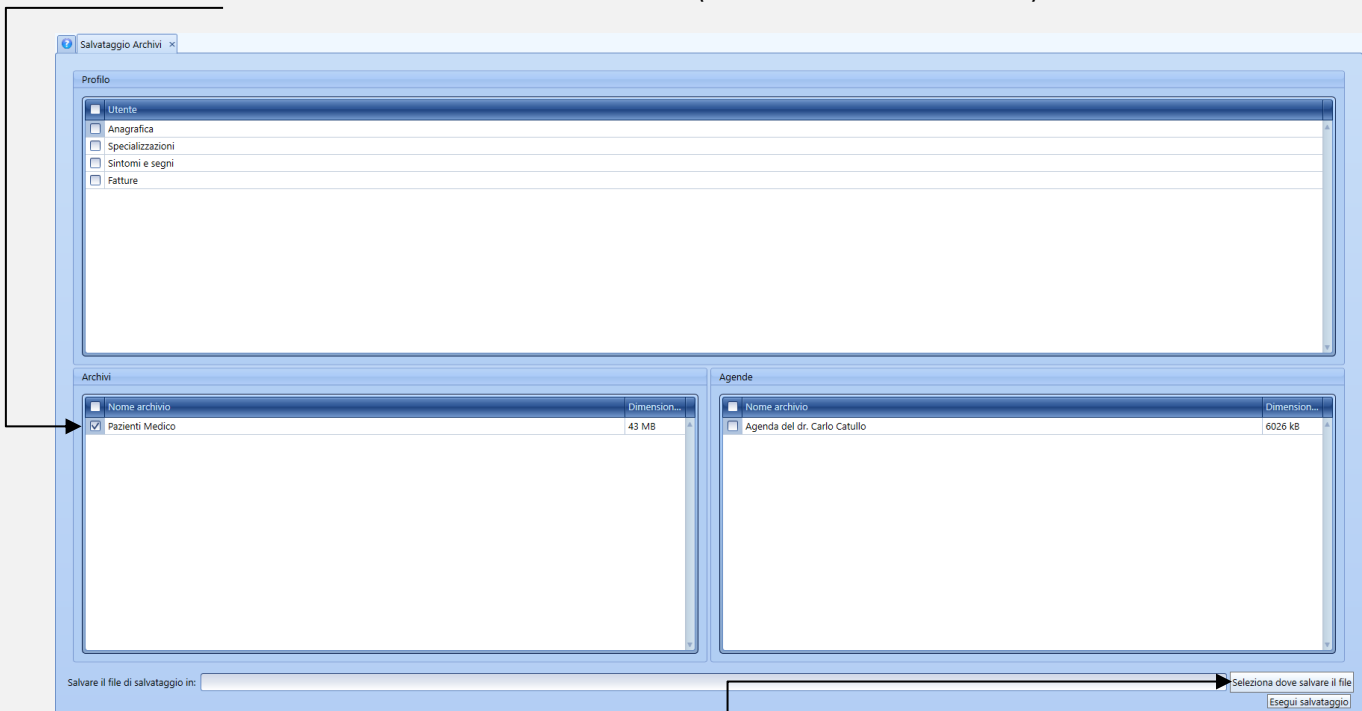 Salvataggio Archivi ×
Profilo
Utente
Anagrafica
Specializzazioni
Sintomi e segni
Fatture
Archivi
Nome archivio Dimension...
Pazienti Medico 43 MB
Agende
Nome archivio Dimension...
Agenda del dr. Carlo Catullo 6026 kB
Salvare il file di salvataggio in:
Seleziona dove salvare il file
Esegui salvataggio